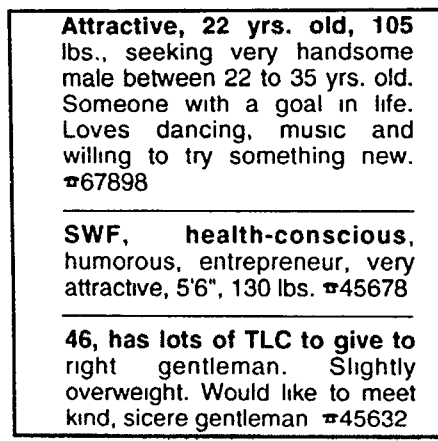 Attractive, 22 yrs. old, 105
lbs., seeking very handsome
male between 22 to 35 yrs. old.
Someone with a goal in life.
Loves dancing, music and
willing to try something new.
☎67898
SWF, health-conscious,
humorous, entrepreneur, very
attractive, 5'6", 130 lbs. ☎45678
46, has lots of TLC to give to
right gentleman. Slightly
overweight. Would like to meet
kind, sicere gentleman ☎45632